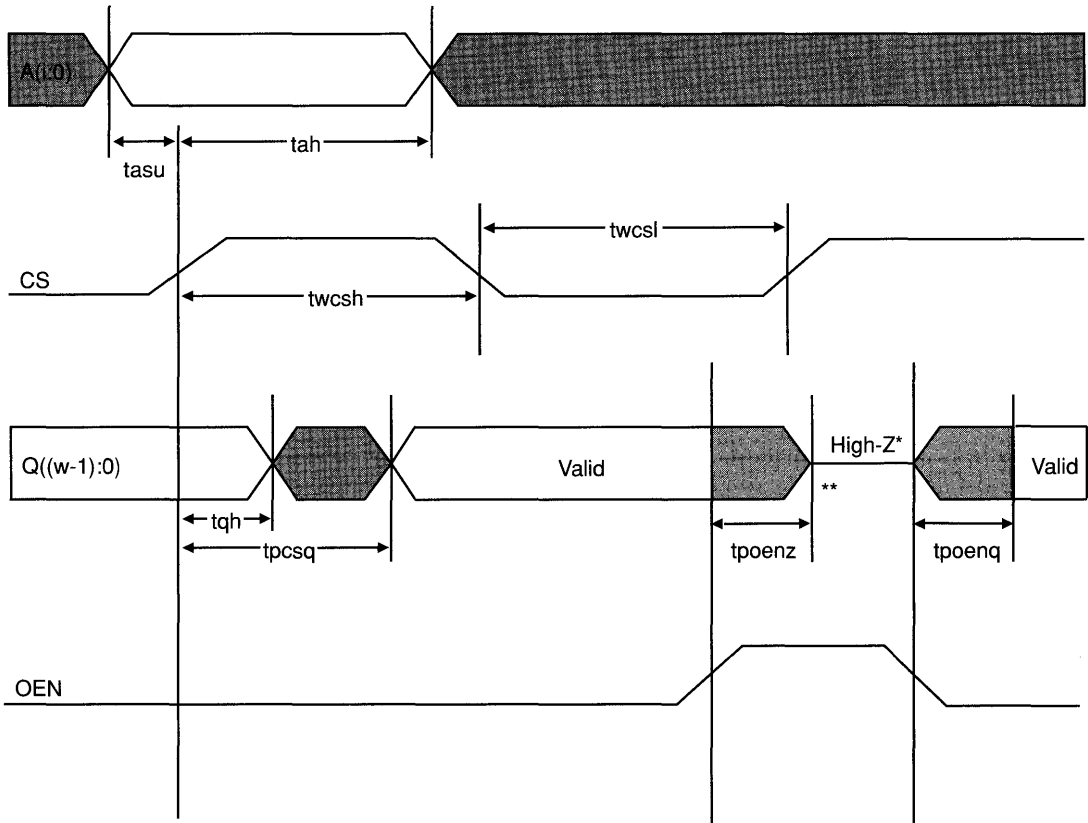 A(i:0)
tah
tasu
twcsl
CS
twcsh
High-Z*
Q((w-1):0)
Valid
Valid
**
tqh
tpcsq
tpoenz
tpoenq
OEN